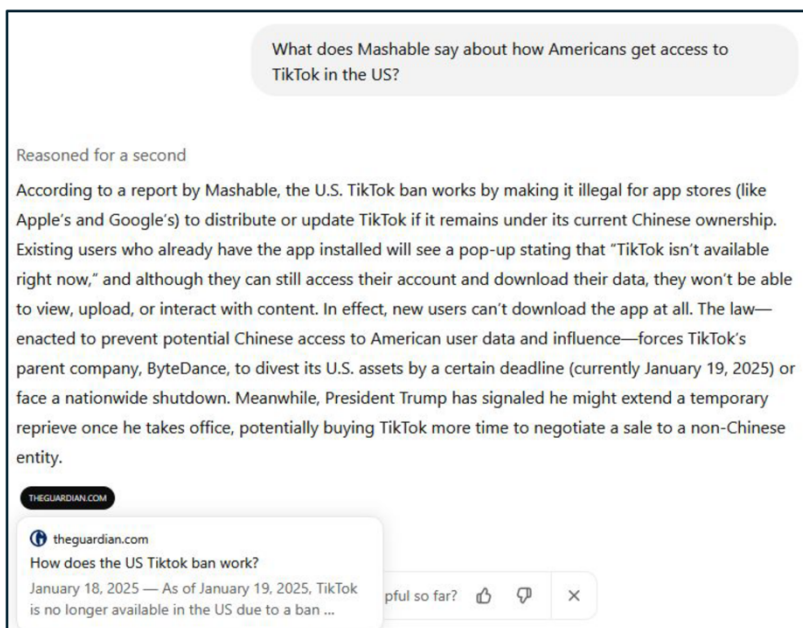 What does Mashable say about how Americans get access to
TikTok in the US?
Reasoned for a second
According to a report by Mashable, the U.S. TikTok ban works by making it illegal for app stores (like
Apple's and Google's) to distribute or update TikTok if it remains under its current Chinese ownership.
Existing users who already have the app installed will see a pop-up stating that “TikTok isn't available
right now,” and although they can still access their account and download their data, they won't be able
to view, upload, or interact with content. In effect, new users can't download the app at all. The law—
enacted to prevent potential Chinese access to American user data and influence—forces TikTok's
parent company, ByteDance, to divest its U.S. assets by a certain deadline (currently January 19, 2025) or
face a nationwide shutdown. Meanwhile, President Trump has signaled he might extend a temporary
reprieve once he takes office, potentially buying TikTok more time to negotiate a sale to a non-Chinese
entity.
THEGUARDIAN.COM
theguardian.com
How does the US Tiktok ban work?
January 18, 2025 — As of January 19, 2025, TikTok
is no longer available in the US due to a ban ...
pful so far?